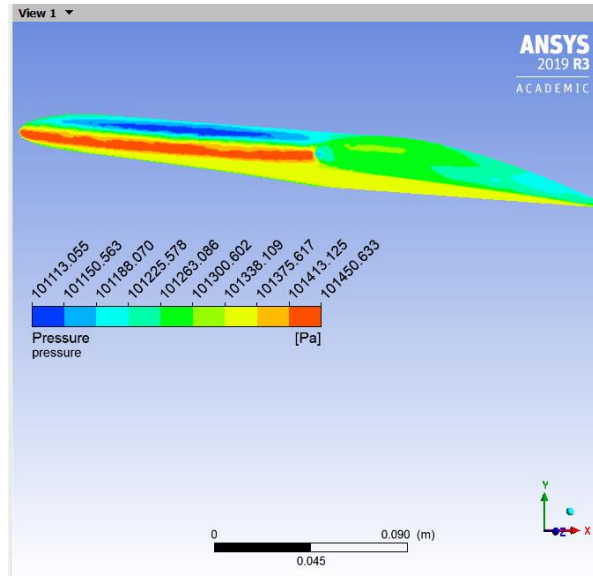 View 1
ANSYS
2019 R3
ACADEMIC
101113.055
101150.563
101188.070
101225.578
101263.086
101300.602
101338.109
101375.617
101413.125
101450.633
Pressure
pressure
[Pa]
Y
Z
X
0
0.090 (m)
0.045